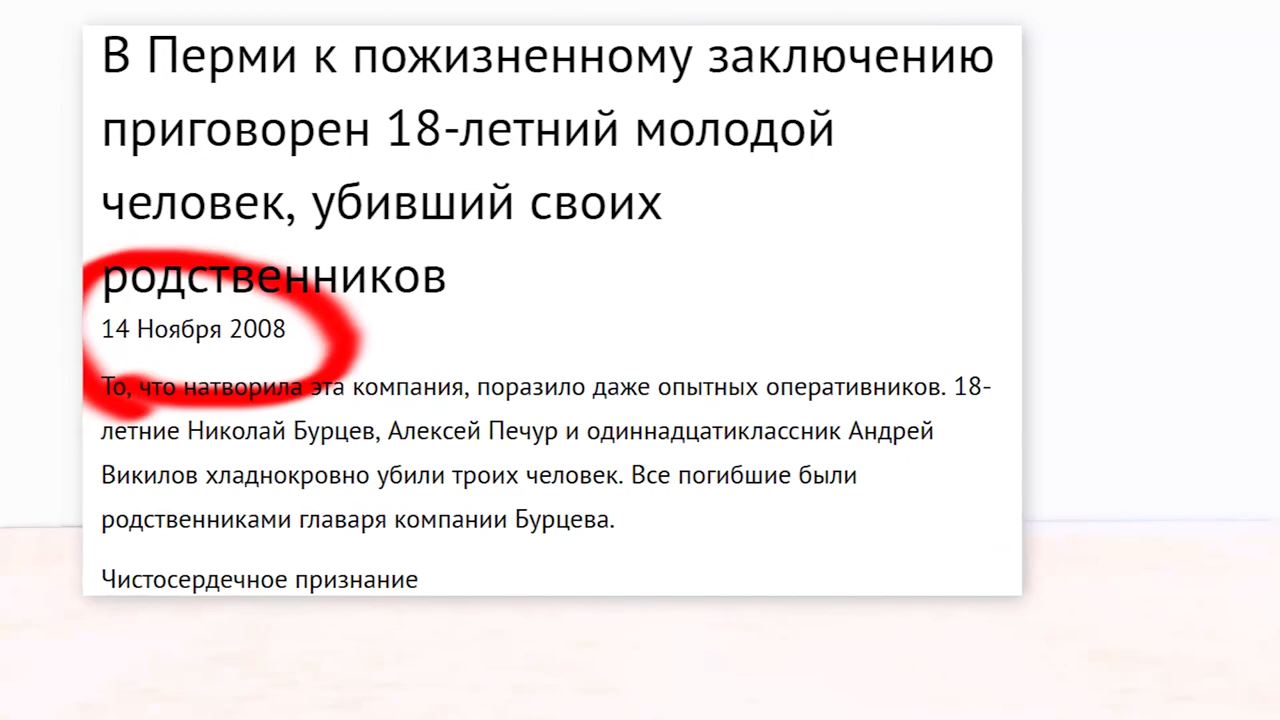 В Перми к пожизненному заключению
приговорен 18-летний молодой
человек, убивший своих
родственников
14 Ноября 2008
То, что натворила эта компания, поразило даже опытных оперативников. 18-
летние Николай Бурцев, Алексей Печур и одиннадцатиклассник Андрей
Викилов хладнокровно убили троих человек. Все погибшие были
родственниками главаря компании Бурцева.
Чистосердечное признание